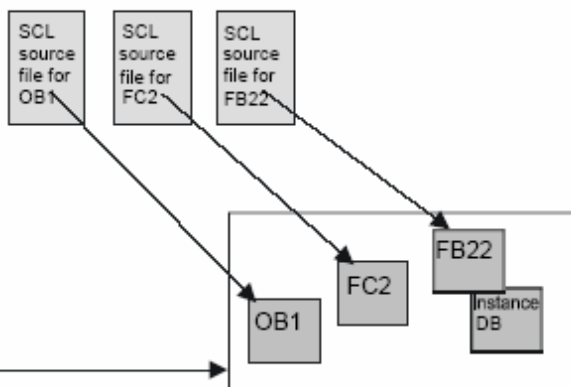 SCL
source
file for
OB1
SCL
source
file for
FC2
SCL
source
file for
FB22
FB22
FC2
OB1
Instance
DB